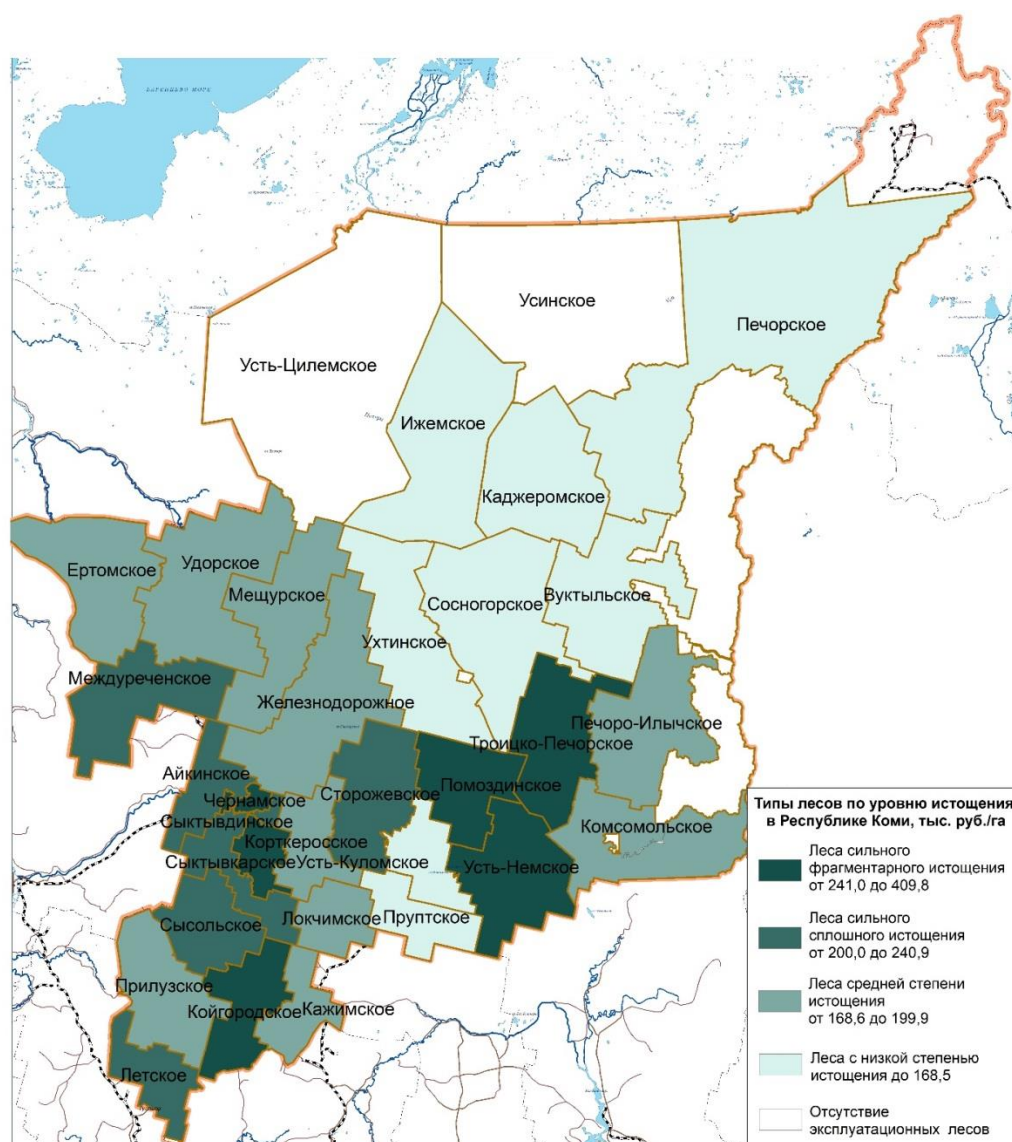 БАРЕНЦЕВО МОРЕ
Усинское
Печорское
Усть-Цилемское
Ижемское
Каджеромское
Удорское
Ертомское
Мещурское
Сосногорское
Вуктыльское
Ухтинское
Междуреченское
Железнодорожное
Печоро-Илычское
Троицко-Печорское
Айкинское
Помоздинское
Сторожевское
Чернамское
Сыктывдинское
Комсомольское
Корткеросское
Сыктывкарское
Усть-Куломское
Усть-Немское
Локчимское
Пруптское
Сысольское
Прилузское
Койгородское
Кажимское
Летское
Типы лесов по уровню истощения
в Республике Коми, тыс. руб./га
Леса сильного
фрагментарного истощения
от 241,0 до 409,8
Леса сильного
сплошного истощения
от 200,0 до 240,9
Леса средней степени
истощения
от 168,6 до 199,9
Леса с низкой степенью
истощения до 168,5
Отсутствие
эксплуатационных лесов